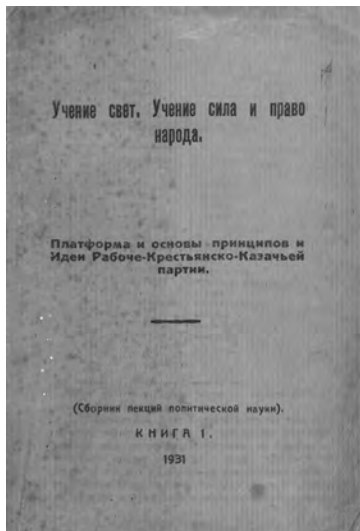 Учение свет. Учение сила и право
народа.
Платформа и основы принципов и
Идеи Рабоче-Крестьянско-Казачьей
партии.
(Сборник лекций политической науки).
КНИГА 1.
1931